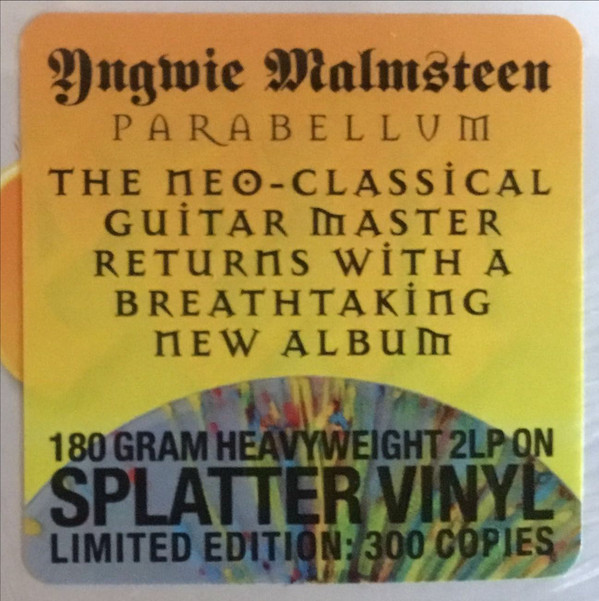 Yngwie Malmsteen
PARABELLUM
THE NEO-CLASSICAL
GUITAR MASTER
RETURNS WITH A
BREATHTAKING
NEW ALBUM
180 GRAM HEAVYWEIGHT 2LP ON
SPLATTER VINYL
LIMITED EDITION: 300 COPIES